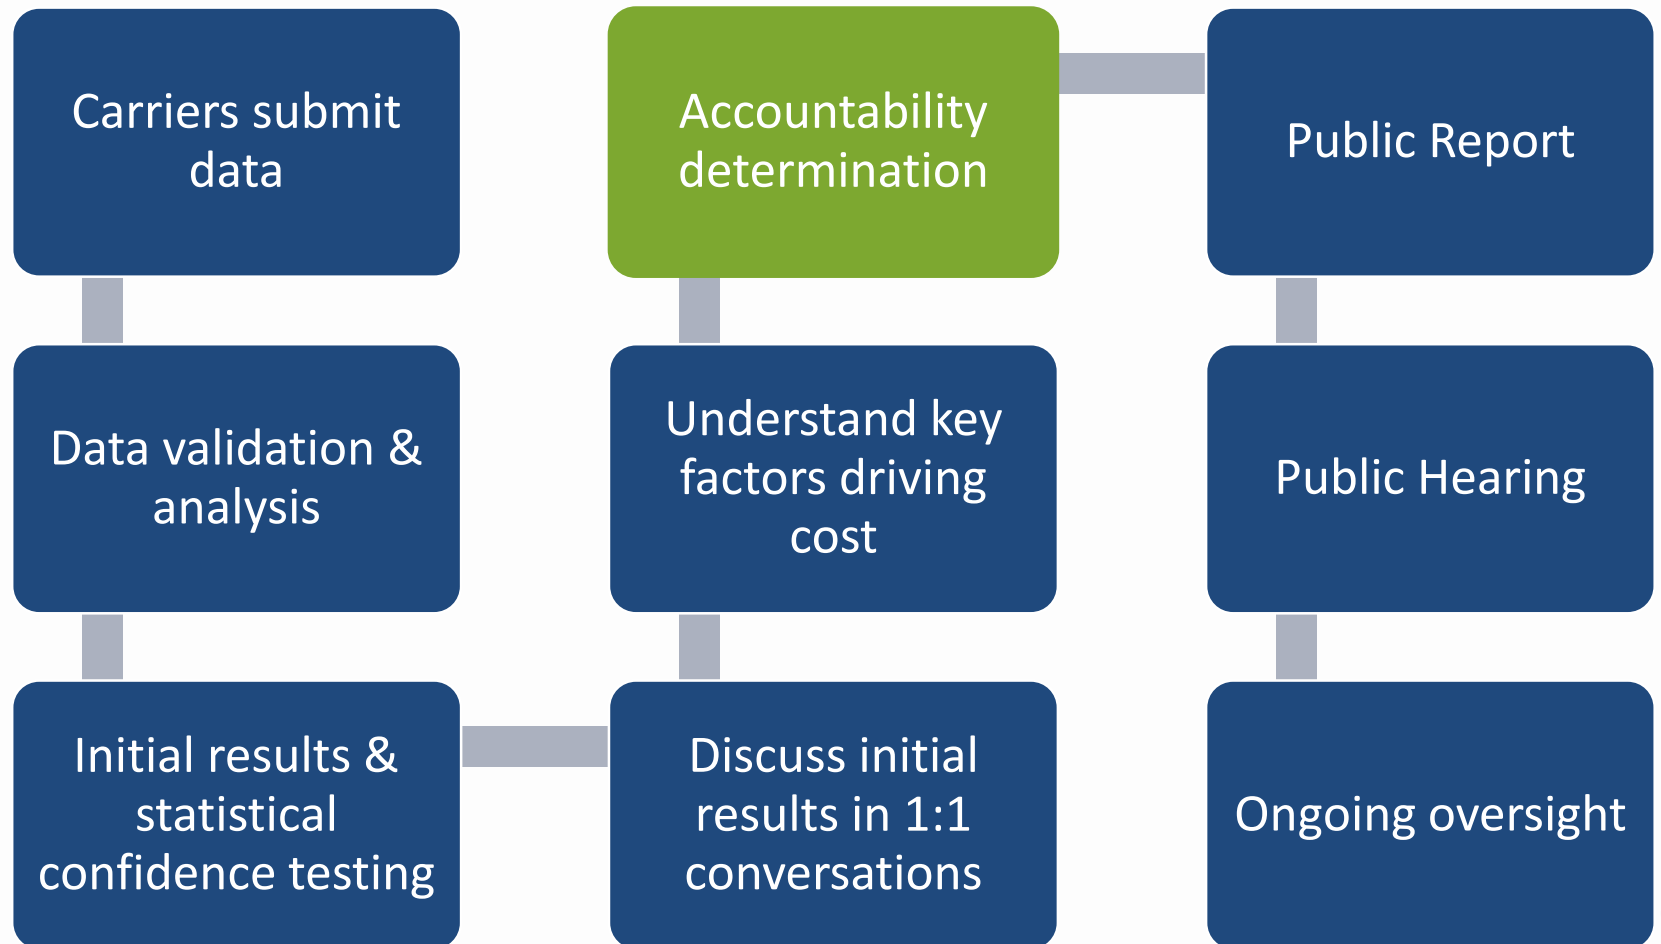 Carriers submit
data
Data validation &
analysis
Initial results &
statistical
confidence testing
Discuss initial
results in 1:1
conversations
Understand key
factors driving
cost
Accountability
determination
Public Report
Public Hearing
Ongoing oversight